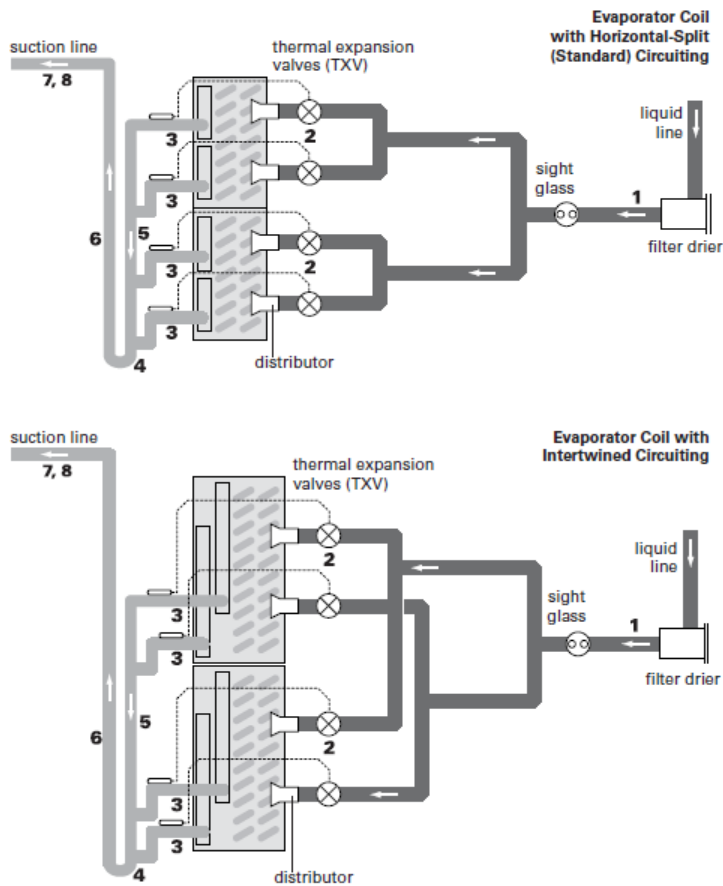 Evaporator Coil
with Horizontal-Split
(Standard) Circuiting
suction line
7, 8
thermal expansion
valves (TXV)
liquid
line
sight
glass
1
filter drier
2
2
3
3
3
3
5
6
4
distributor
Evaporator Coil with
Intertwined Circuiting
suction line
7, 8
thermal expansion
valves (TXV)
liquid
line
sight
glass
1
filter drier
2
2
3
3
3
3
5
6
4
distributor